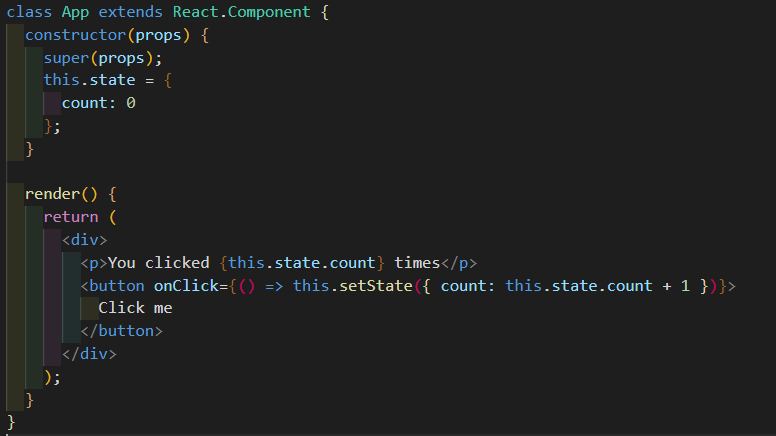 class App extends React.Component {
  constructor(props) {
    super(props);
    this.state = {
      count: 0
    };
  }

  render() {
    return (
      <div>
        <p>You clicked {this.state.count} times</p>
        <button onClick={() => this.setState({ count: this.state.count + 1 })}>
          Click me
        </button>
      </div>
    );
  }
}